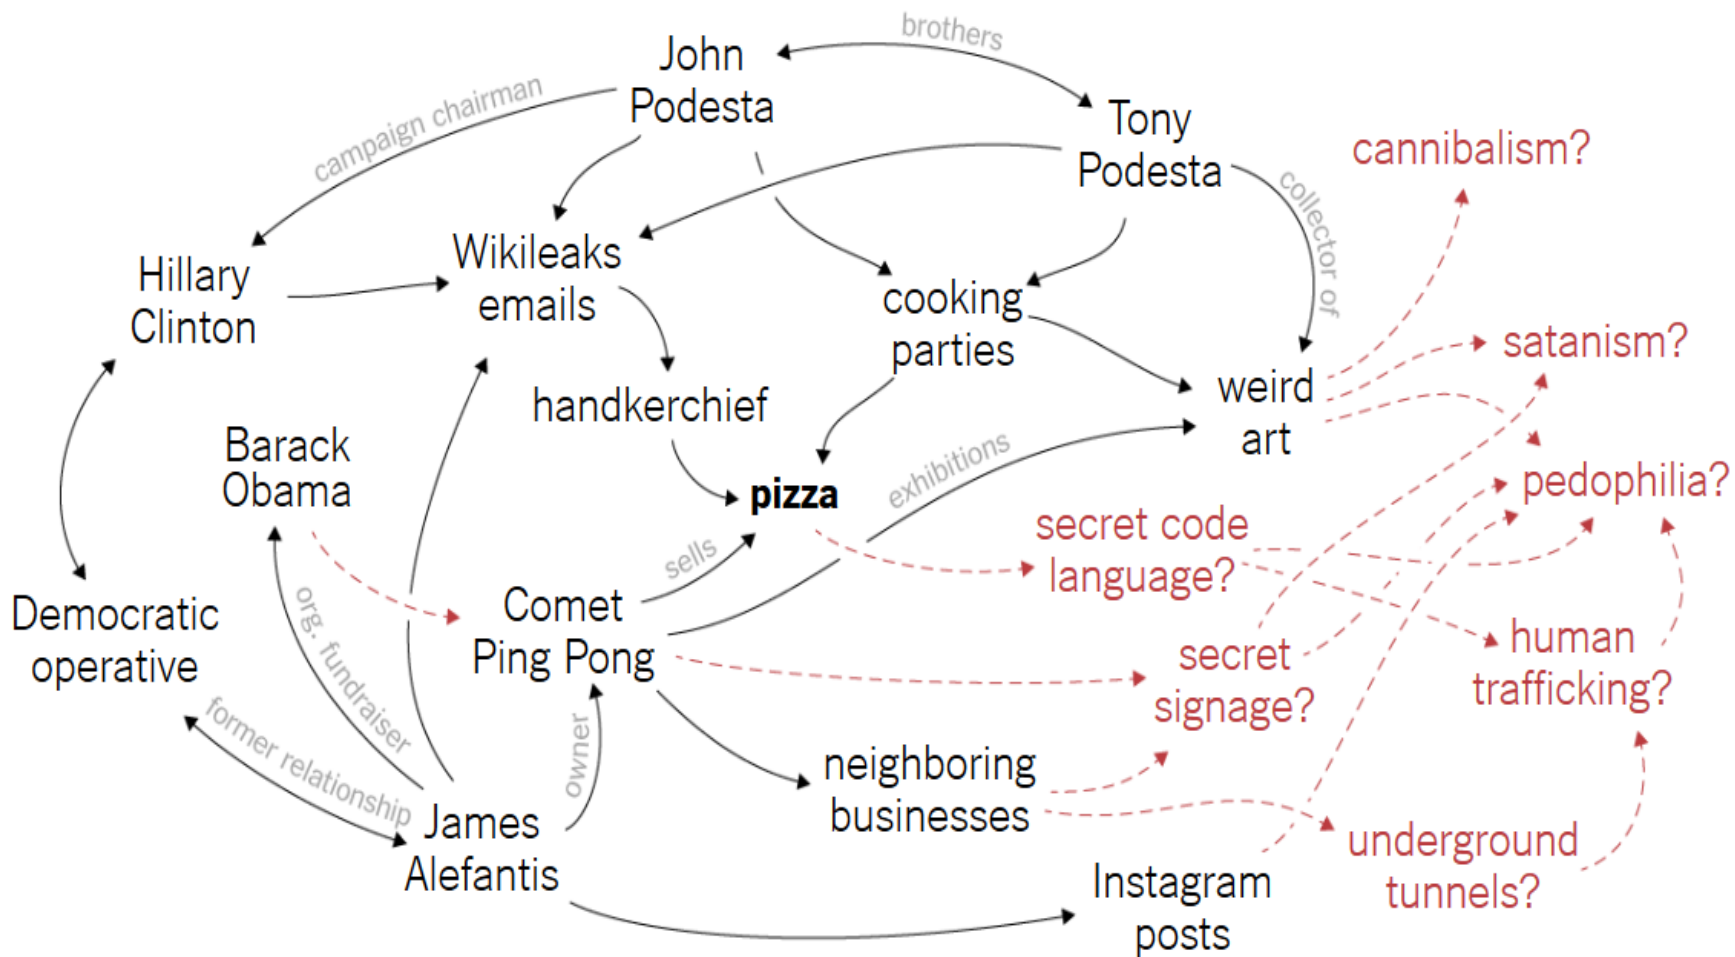 brothers
John
Podesta
campaign chairman
Tony
Podesta
cannibalism?
collector of
Hillary
Clinton
Wikileaks
emails
cooking
parties
satanism?
handkerchief
weird
art
Barack
Obama
pizza
exhibitions
pedophilia?
secret code
language?
sells
Democratic
operative
org. fundraiser
Comet
Ping Pong
secret
signage?
human
trafficking?
former relationship
owner
neighboring
businesses
James
Alefantis
underground
tunnels?
Instagram
posts